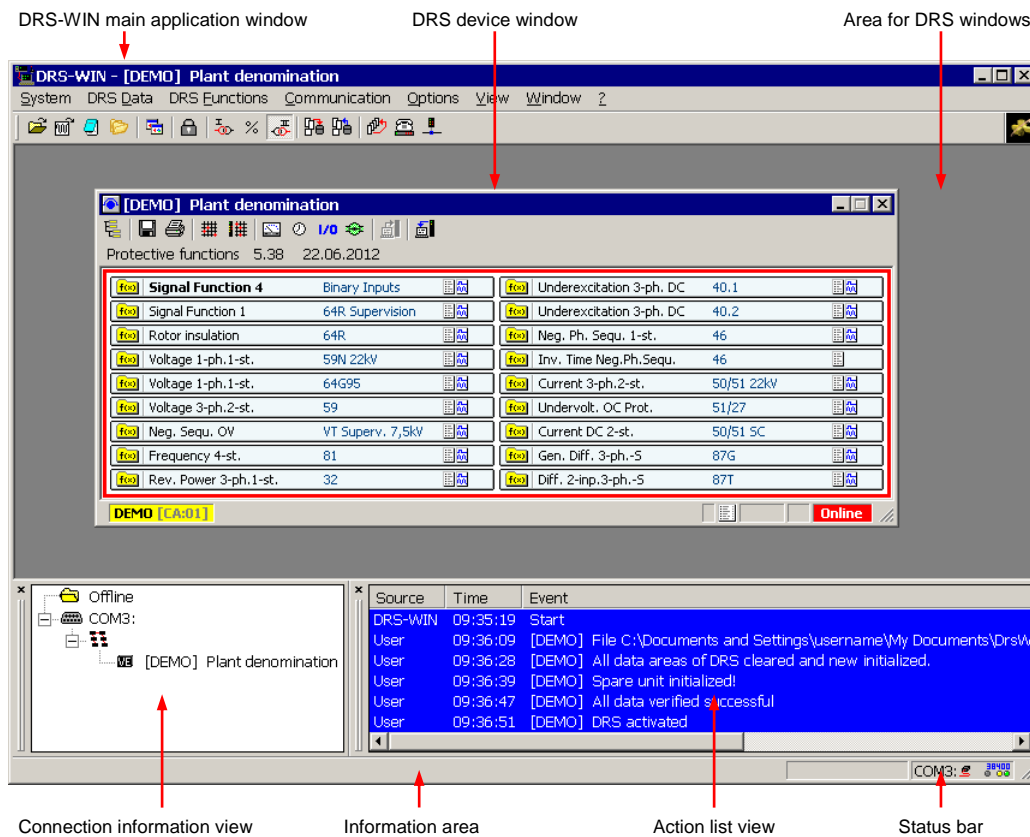 DRS-WIN main application window DRS device window Area for DRS windows
DRS-WIN - [DEMO] Plant denomination
System DRS Data DRS Functions Communication Options View Window ?
[DEMO] Plant denomination
I/O
Protective functions 5.38 22.06.2012
f(x) Signal Function 4 Binary Inputs f(x) Underexcitation 3-ph. DC 40.1
f(x) Signal Function 1 64R Supervision f(x) Underexcitation 3-ph. DC 40.2
f(x) Rotor insulation 64R f(x) Neg. Ph. Sequ. 1-st. 46
f(x) Voltage 1-ph.1-st. 59N 22kV f(x) Inv. Time Neg.Ph.Sequ. 46
f(x) Voltage 1-ph.1-st. 64G95 f(x) Current 3-ph.2-st. 50/51 22kV
f(x) Voltage 3-ph.2-st. 59 f(x) Undervolt. OC Prot. 51/27
f(x) Neg. Sequ. OV VT Superv. 7,5kV f(x) Current DC 2-st. 50/51 SC
f(x) Frequency 4-st. 81 f(x) Gen. Diff. 3-ph.-S 87G
f(x) Rev. Power 3-ph.1-st. 32 f(x) Diff. 2-inp.3-ph.-S 87T
DEMO [CA:01] Online
Offline
COM3:
VE [DEMO] Plant denomination
Source Time Event
DRS-WIN 09:35:19 Start
User 09:36:09 [DEMO] File C:\Documents and Settings\username\My Documents\DrsW
User 09:36:28 [DEMO] All data areas of DRS cleared and new initialized.
User 09:36:39 [DEMO] Spare unit initialized!
User 09:36:47 [DEMO] All data verified successful
User 09:36:51 [DEMO] DRS activated
COM3: 38400
Connection information view Information area Action list view Status bar